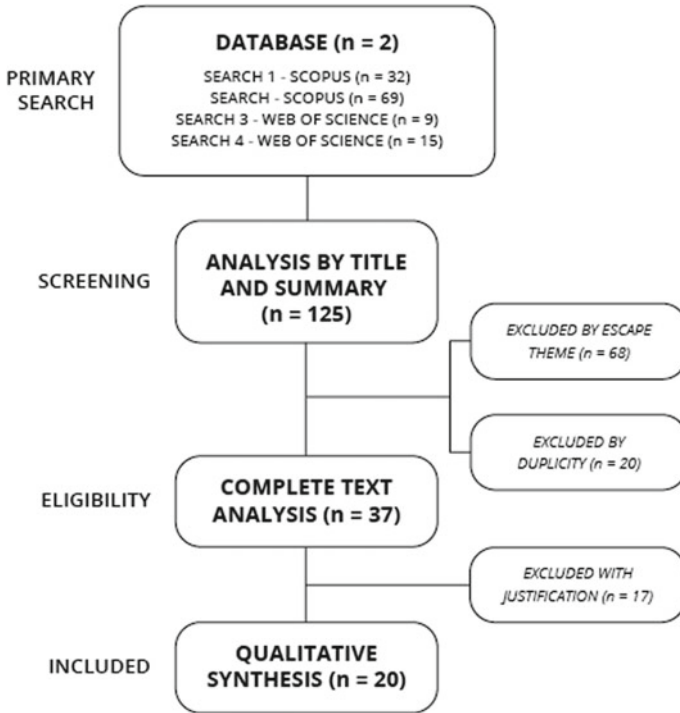 DATABASE (n = 2)
PRIMARY
SEARCH
SEARCH 1 - SCOPUS (n = 32)
SEARCH - SCOPUS (n = 69)
SEARCH 3 - WEB OF SCIENCE (n = 9)
SEARCH 4 - WEB OF SCIENCE (n = 15)
SCREENING
ANALYSIS BY TITLE
AND SUMMARY
(n = 125)
EXCLUDED BY ESCAPE
THEME (n = 68)
EXCLUDED BY
DUPLICITY (n = 20)
ELIGIBILITY
COMPLETE TEXT
ANALYSIS (n = 37)
EXCLUDED WITH
JUSTIFICATION (n = 17)
INCLUDED
QUALITATIVE
SYNTHESIS (n = 20)